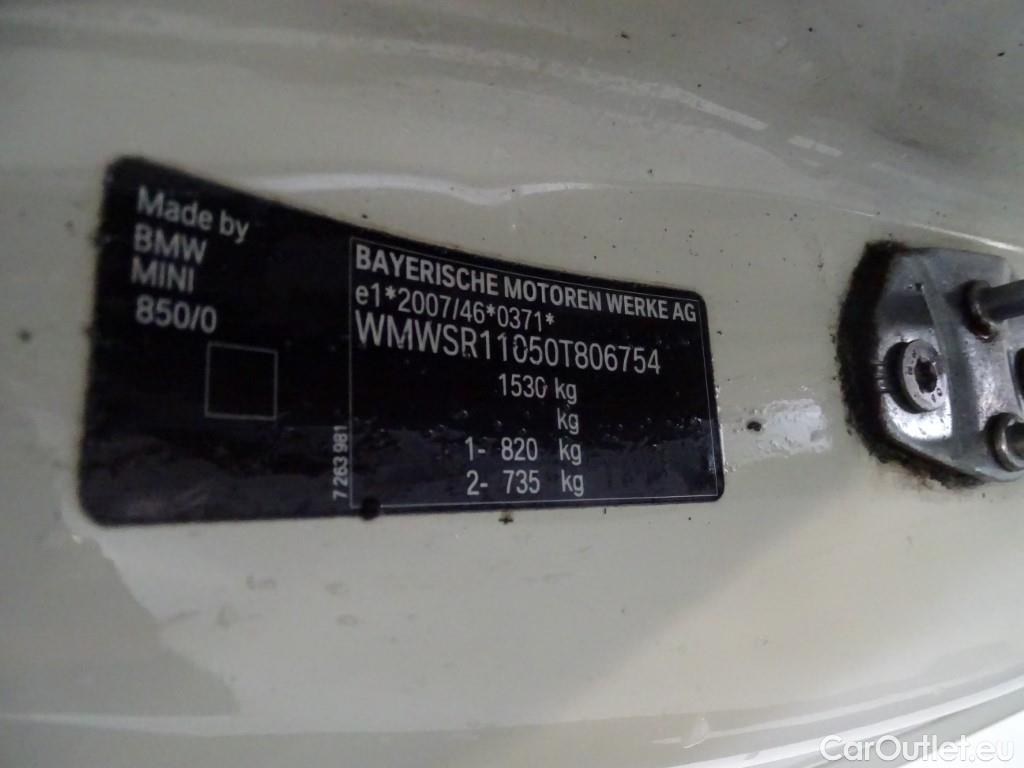 Made by
BMW
MINI
850/0
BAYERISCHE MOTOREN WERKE AG
e1*2007/46*0371*
WMWSR11050T806754
1530 kg
kg
1- 820 kg
2- 735 kg
7 263 981
CarOutlet.eu